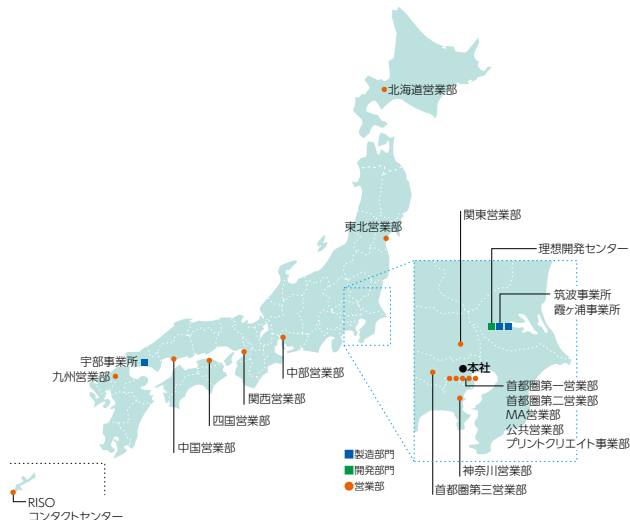 北海道営業部
東北営業部
関東営業部
理想開発センター
筑波事業所
霞ヶ浦事業所
宇部事業所
九州営業部
中部営業部
関西営業部
四国営業部
中国営業部
本社
首都圏第一営業部
首都圏第二営業部
MA営業部
公共営業部
プリントクリエイト事業部
神奈川営業部
首都圏第三営業部
製造部門
開発部門
営業部
RISO
コンタクトセンター